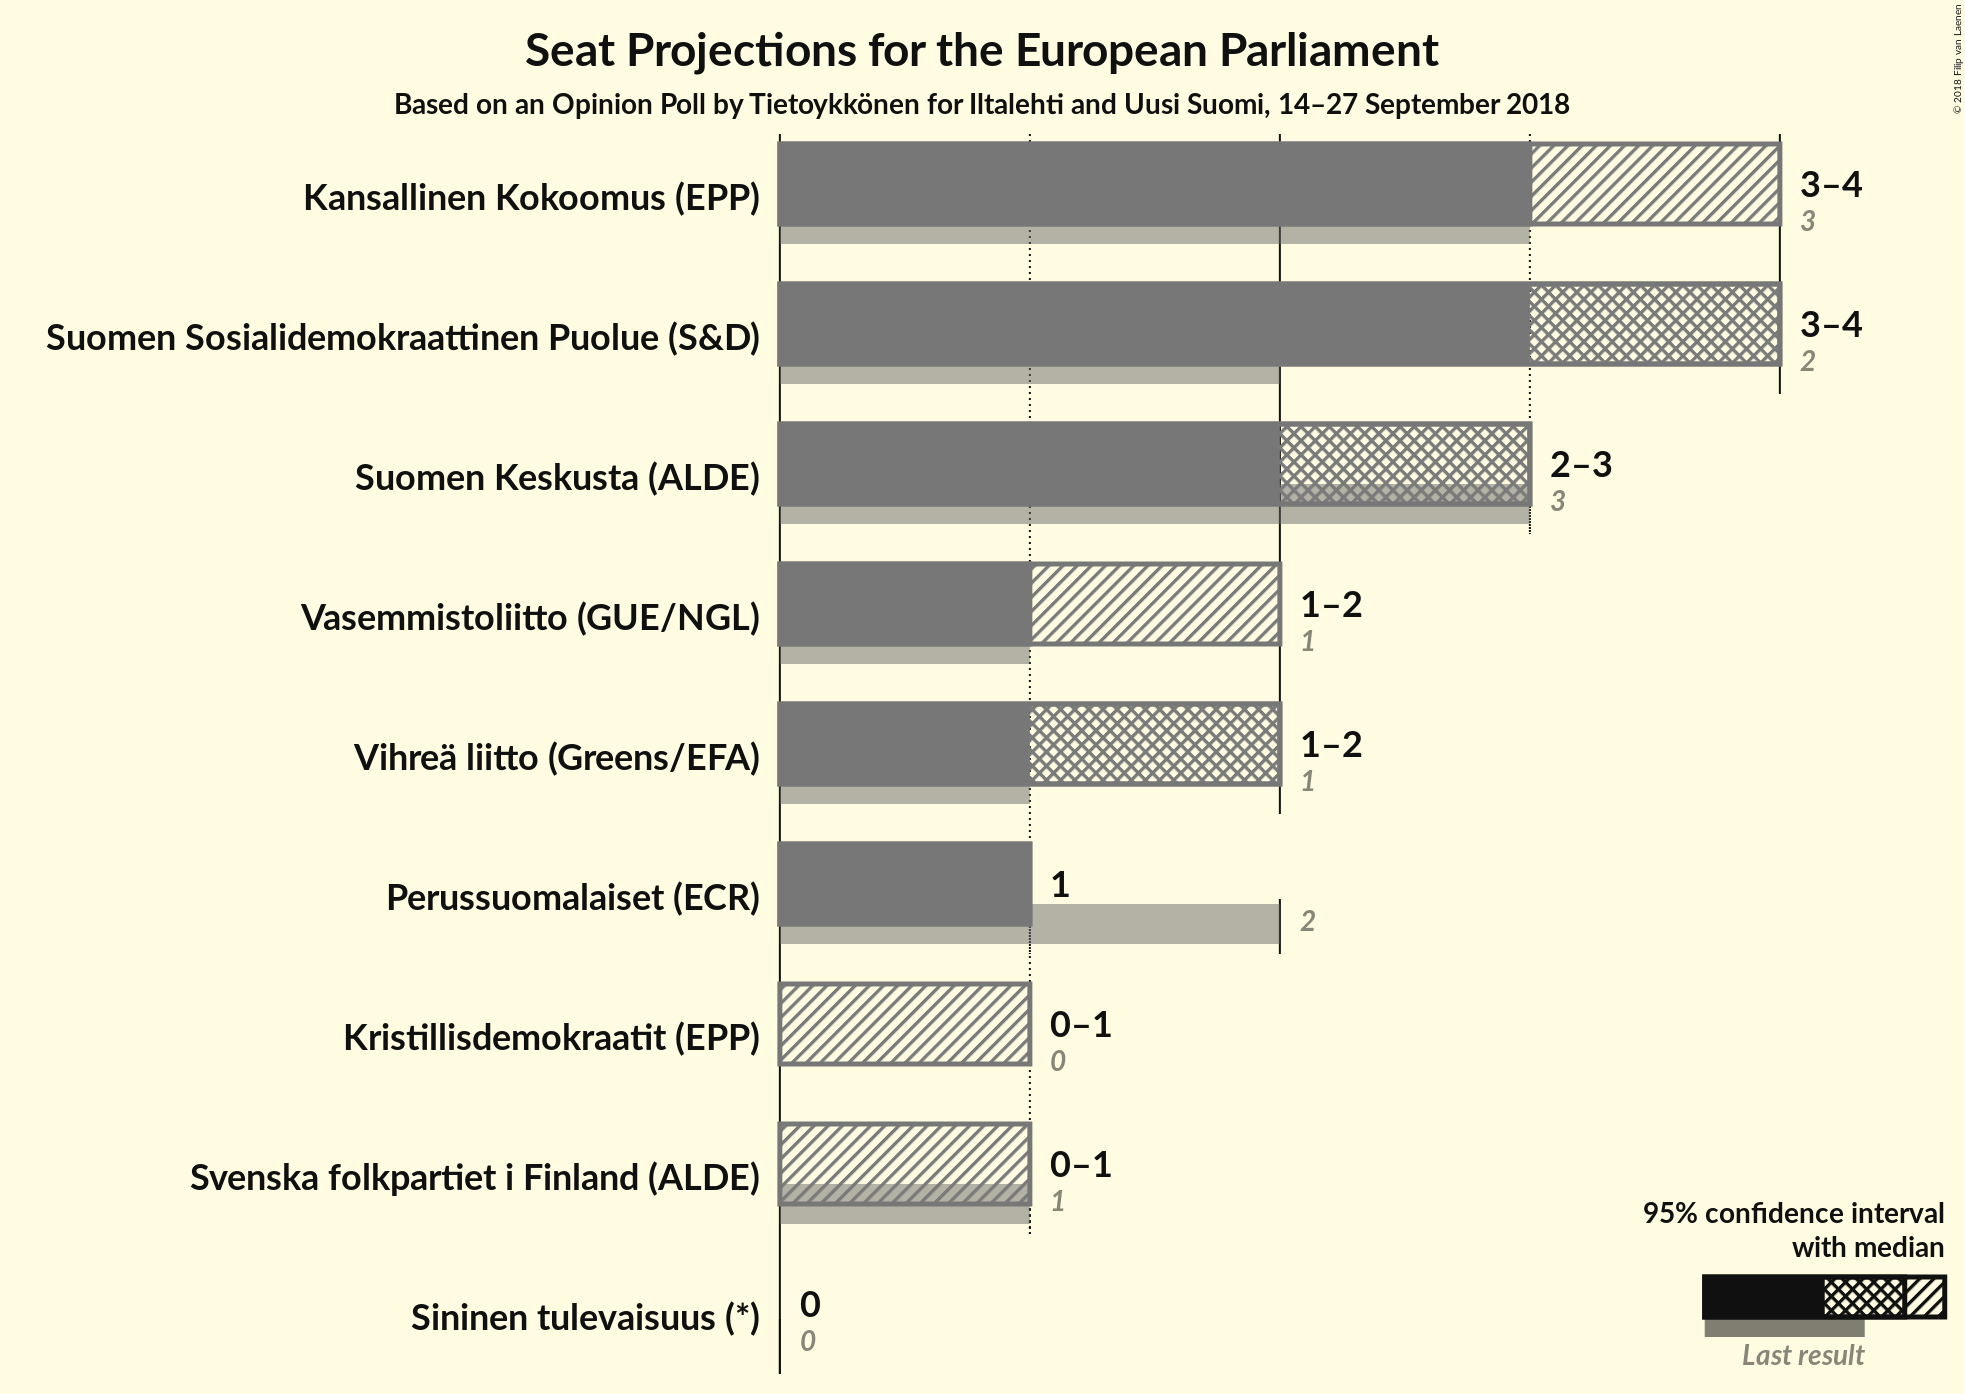 Seat Projections for the European Parliament
Based on an Opinion Poll by Tietoykkönen for Iltalehti and Uusi Suomi, 14–27 September 2018
© 2018 Filip van Laenen
Kansallinen Kokoomus (EPP)
3–4
3
Suomen Sosialidemokraattinen Puolue (S&D)
3–4
2
Suomen Keskusta (ALDE)
2–3
3
Vasemmistoliitto (GUE/NGL)
1–2
1
Vihreä liitto (Greens/EFA)
1–2
1
Perussuomalaiset (ECR)
1
2
Kristillisdemokraatit (EPP)
0–1
0
Svenska folkpartiet i Finland (ALDE)
0–1
1
Sininen tulevaisuus (*)
0
0
95% confidence interval
with median
Last result